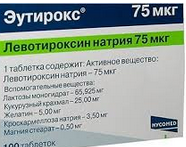 Эутирокс® 75 мкг
Левотироксин натрия 75 мкг
1 таблетка содержит: Активное вещество:
Левотироксин натрия – 75 мкг
Вспомогательные вещества:
Лактозы моногидрат – 65,925 мг
Кукурузный крахмал – 25,00 мг
Желатин – 5,00 мг
Кроскармеллоза натрия – 3,50 мг
Магния стеарат – 0,50 мг
100 таблеток
NYCOMED